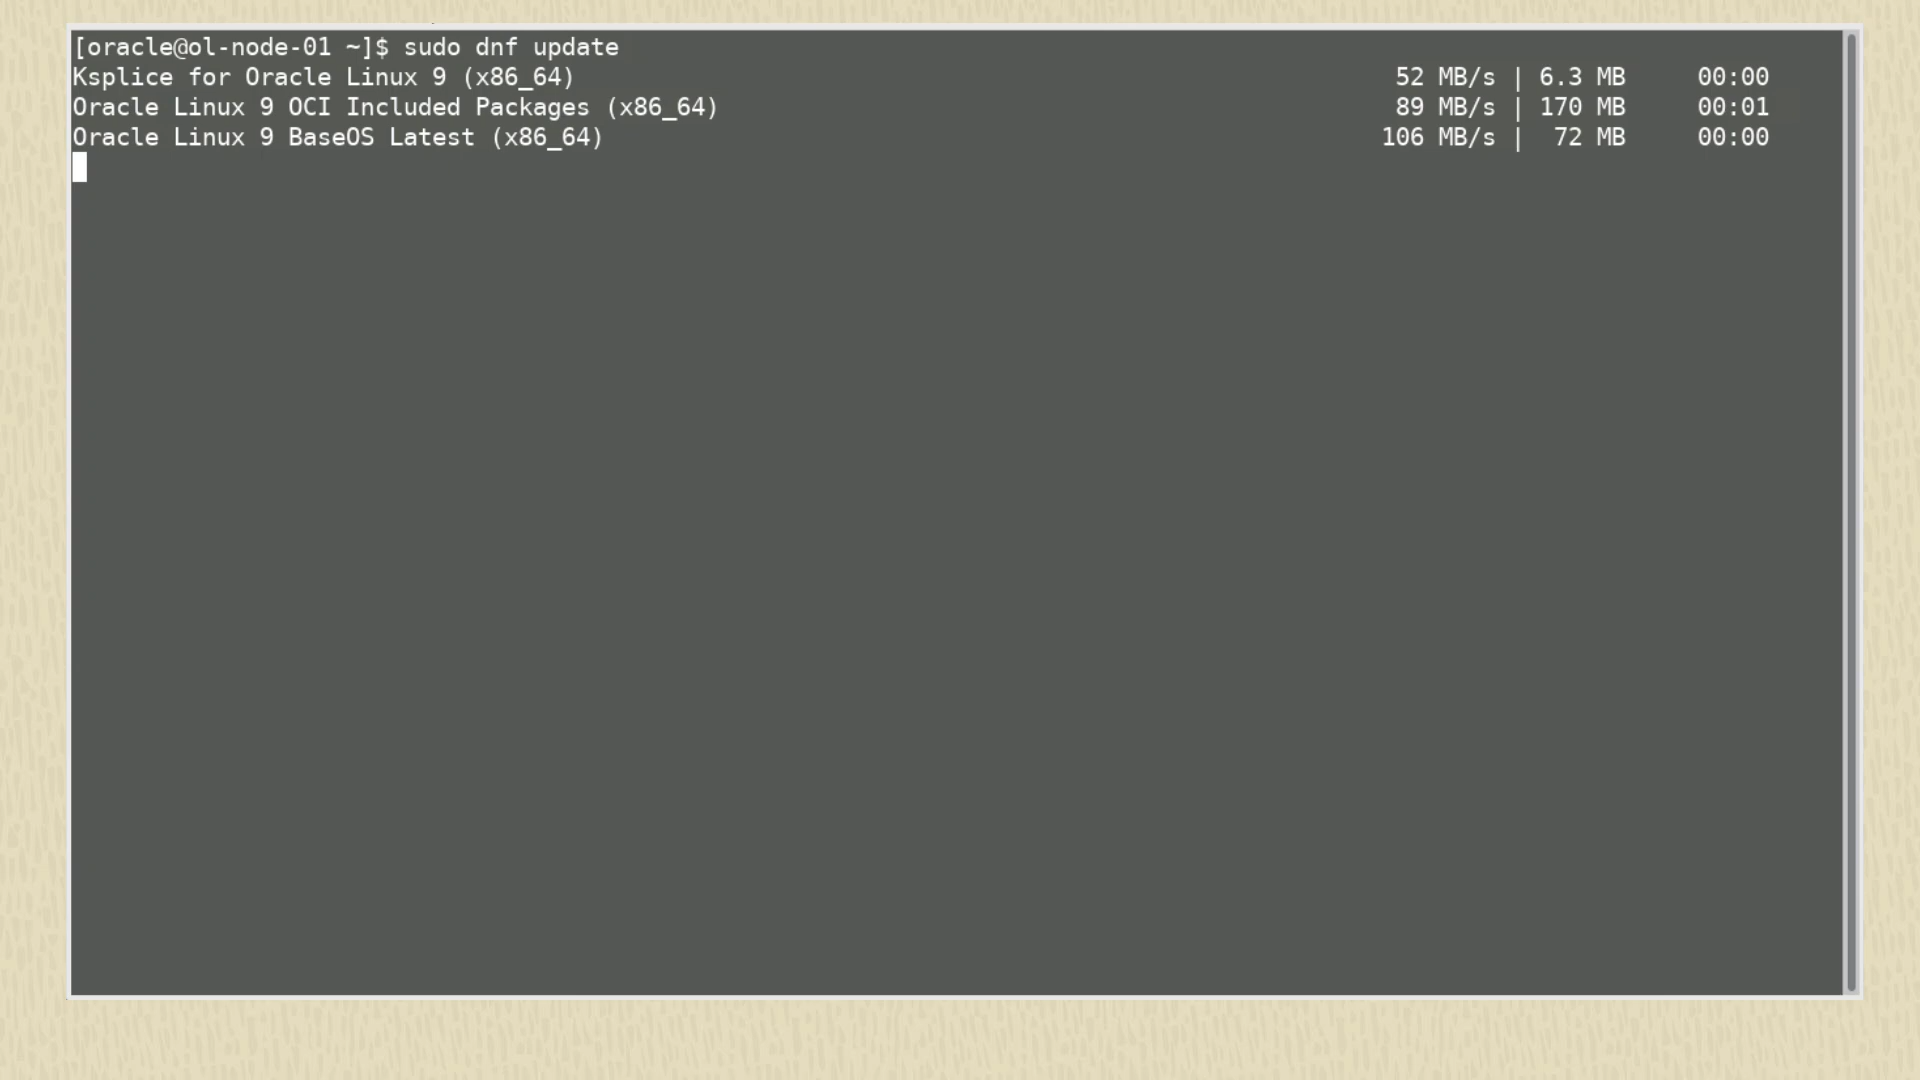 [oracle@ol-node-01 ~]$ sudo dnf update
Ksplice for Oracle Linux 9 (x86_64) 52 MB/s | 6.3 MB 00:00
Oracle Linux 9 OCI Included Packages (x86_64) 89 MB/s | 170 MB 00:01
Oracle Linux 9 BaseOS Latest (x86_64) 106 MB/s | 72 MB 00:00